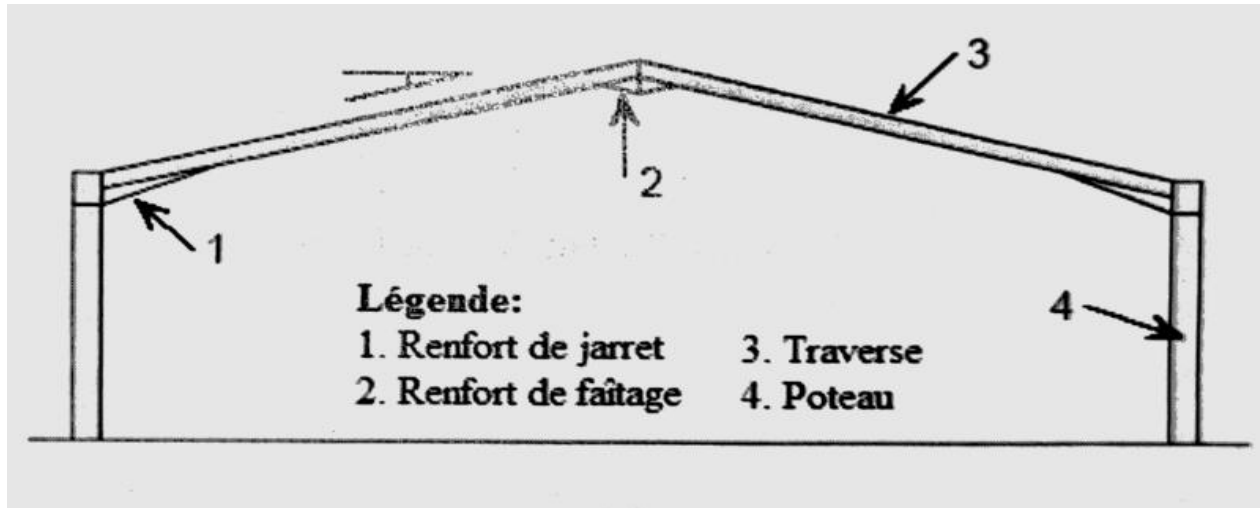 3
2
1
4
Légende:
1. Renfort de jarret 3. Traverse
2. Renfort de faîtage 4. Poteau